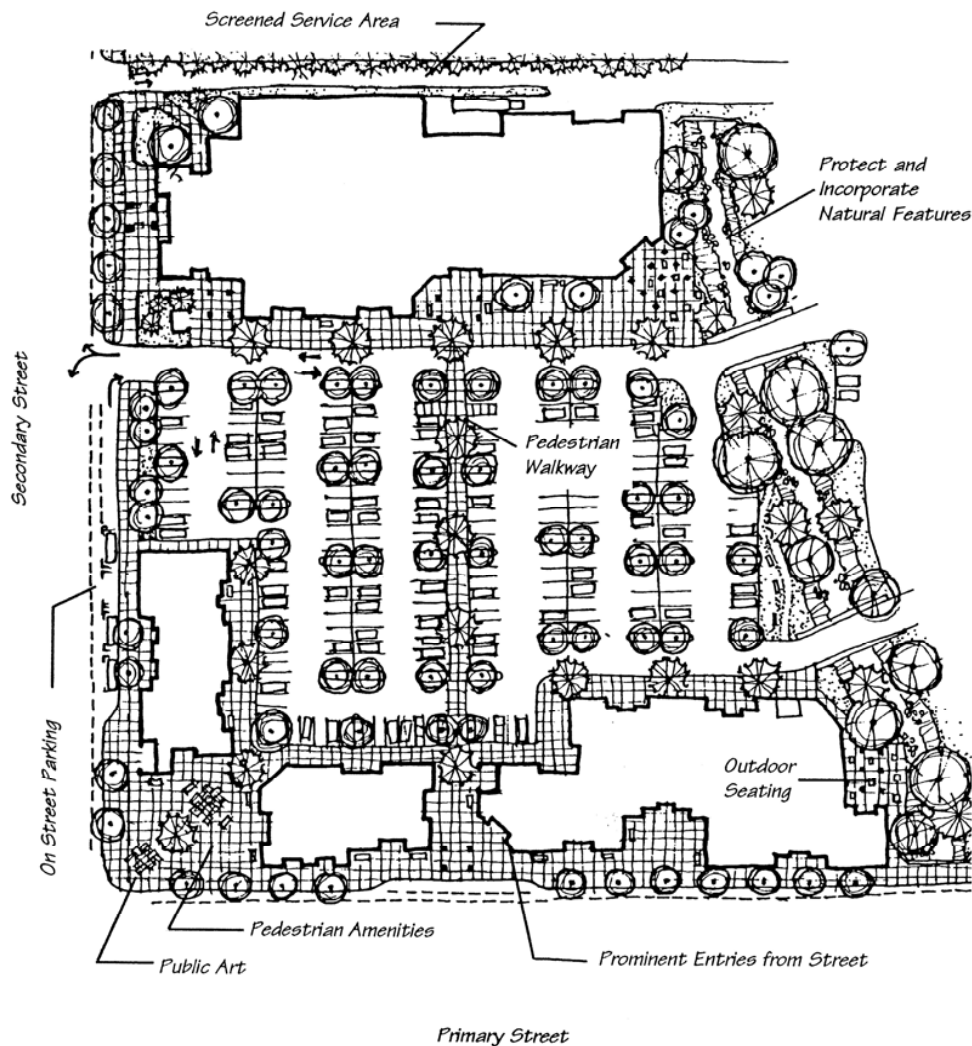 Screened Service Area
Protect and
Incorporate
Natural Features
Secondary Street
Pedestrian
Walkway
On Street Parking
Outdoor
Seating
Pedestrian Amenities
Public Art
Prominent Entries from Street
Primary Street